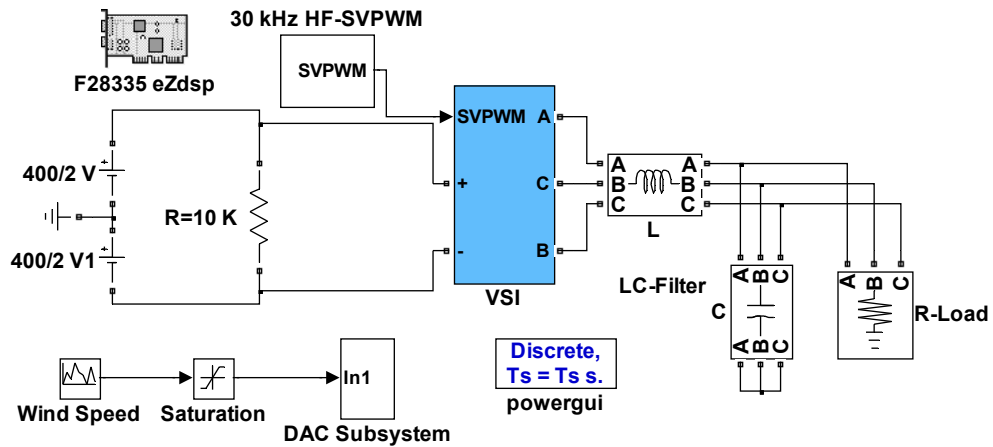 30 kHz HF-SVPWM
SVPWM
F28335 eZdsp
400/2 V
400/2 V1
R=10 K
SVPWM
+
-
A
C
B
VSI
A
B
C
A
B
C
L
LC-Filter
C
A B C
A B C
A B C
R-Load
Wind Speed
Saturation
In1
DAC Subsystem
Discrete,
Ts = Ts s.
powergui